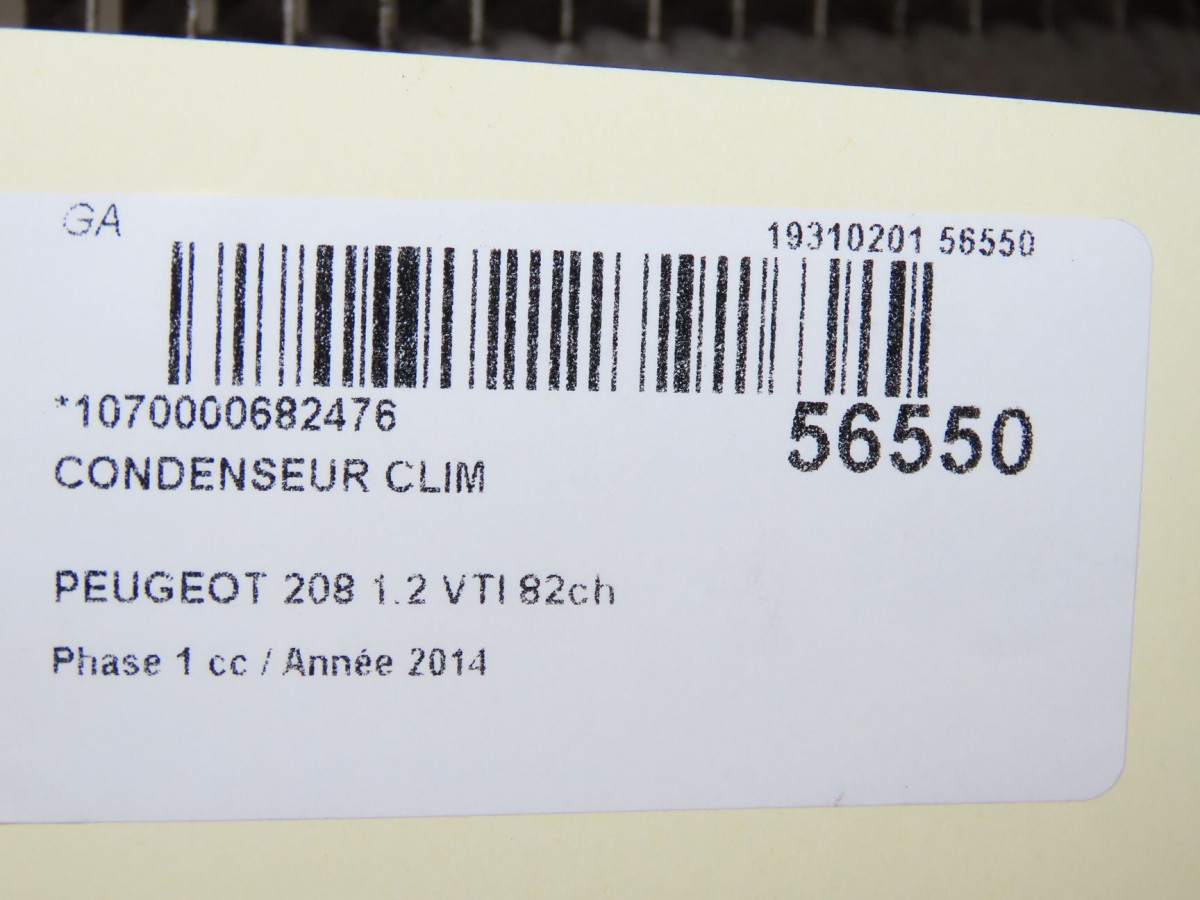 GA
19310201 56550
*1070000682476
56550
CONDENSEUR CLIM
PEUGEOT 208 1.2 VTI 82ch
Phase 1 cc / Année 2014